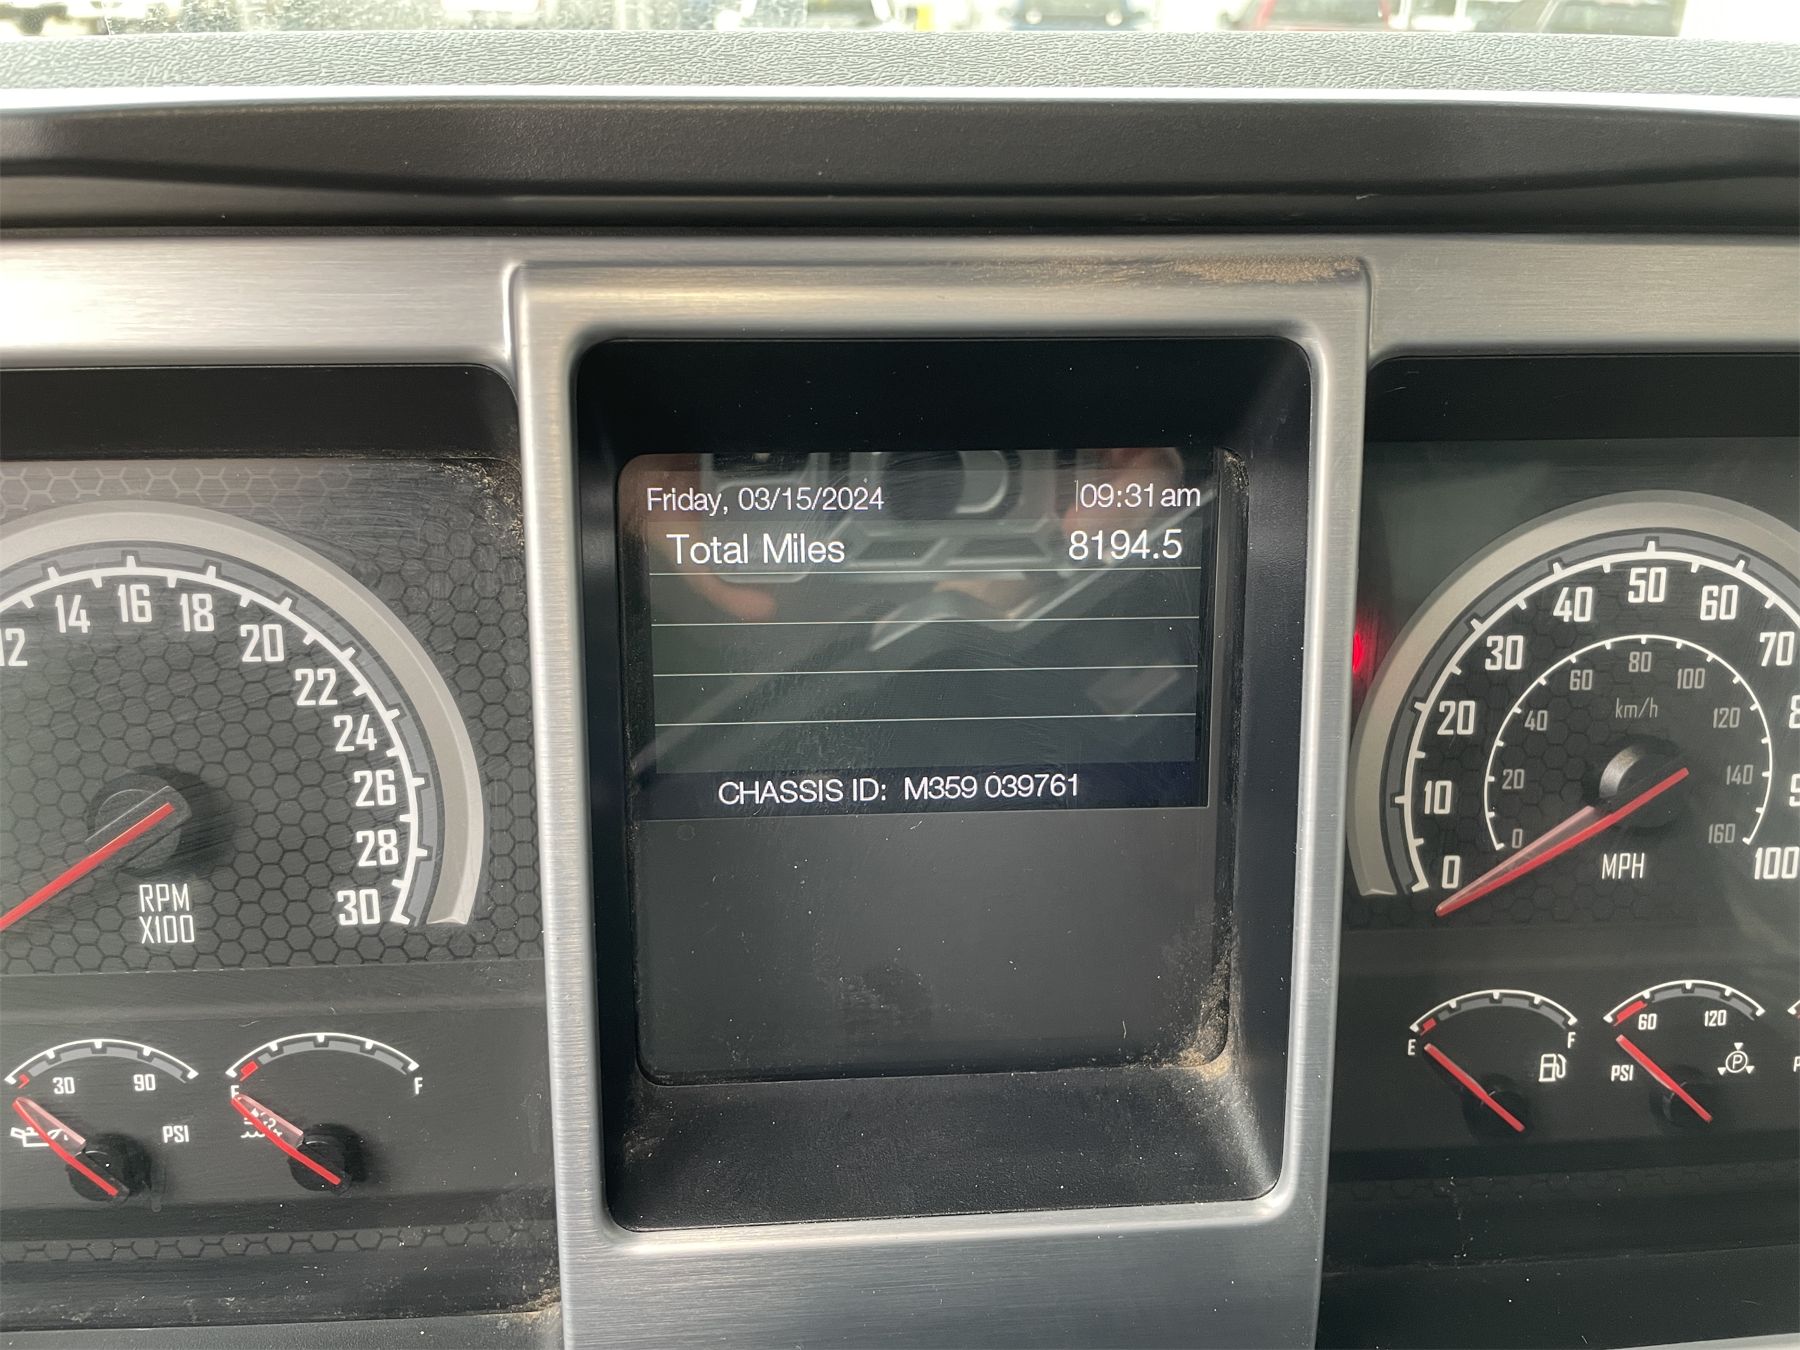 Friday, 03/15/2024 09:31am
Total Miles 8194.5
CHASSIS ID: M359 039761
12 14 16 18 20 22 24 26 28 30
RPM
X100
0 10 20 30 40 50 60 70 100
0 20 40 60 80 100 120 140 160
km/h
MPH
30 90
PSI
E F
E F
60 120
PSI
P